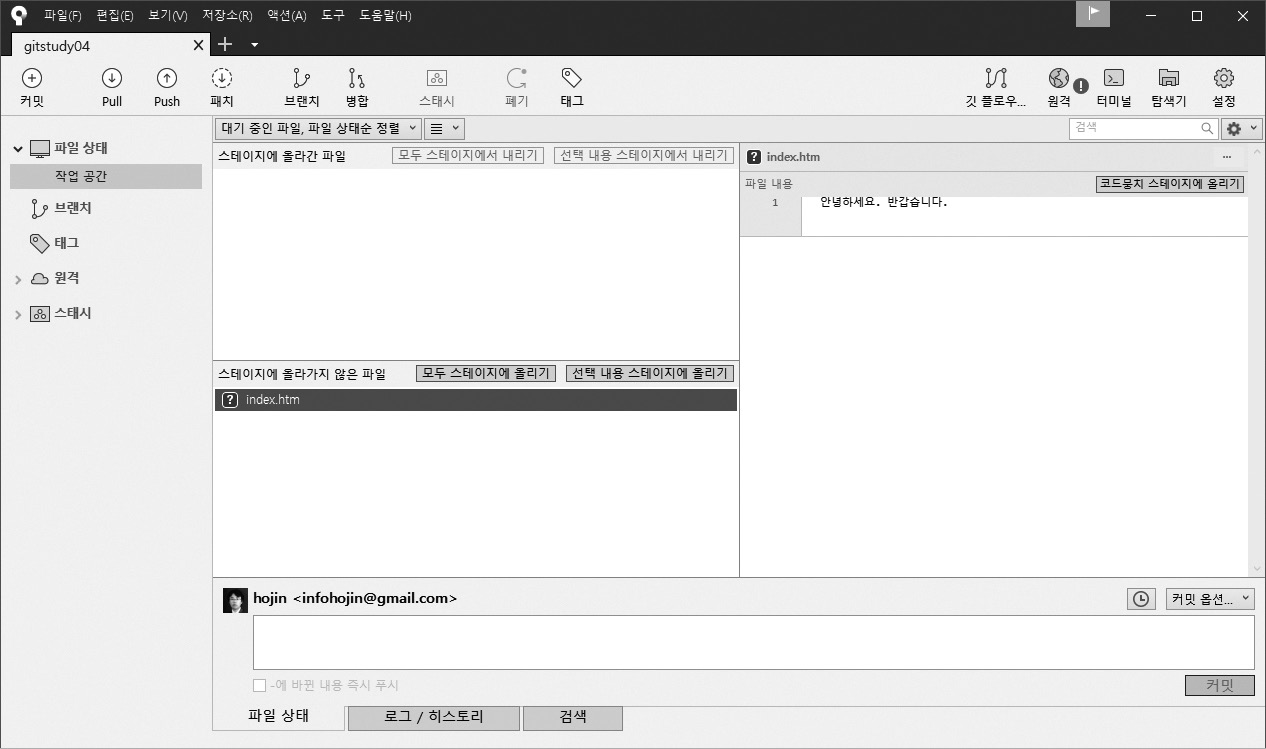 파일(F) 편집(E) 보기(V) 저장소(R) 액션(A) 도구 도움말(H)
gitstudy04
커밋 Pull Push 패치 브랜치 병합 스태시 폐기 태그 깃 플로우... 원격 터미널 탐색기 설정
파일 상태
작업 공간
브랜치
태그
원격
스태시
대기 중인 파일, 파일 상태순 정렬
검색
스테이지에 올라간 파일 모두 스테이지에서 내리기 선택 내용 스테이지에서 내리기
스테이지에 올라가지 않은 파일 모두 스테이지에 올리기 선택 내용 스테이지에 올리기
? index.htm
? index.htm ...
파일 내용 코드뭉치 스테이지에 올리기
1 안녕하세요. 반갑습니다.
hojin <infohojin@gmail.com> 커밋 옵션...
-에 바뀐 내용 즉시 푸시 커밋
파일 상태 로그 / 히스토리 검색